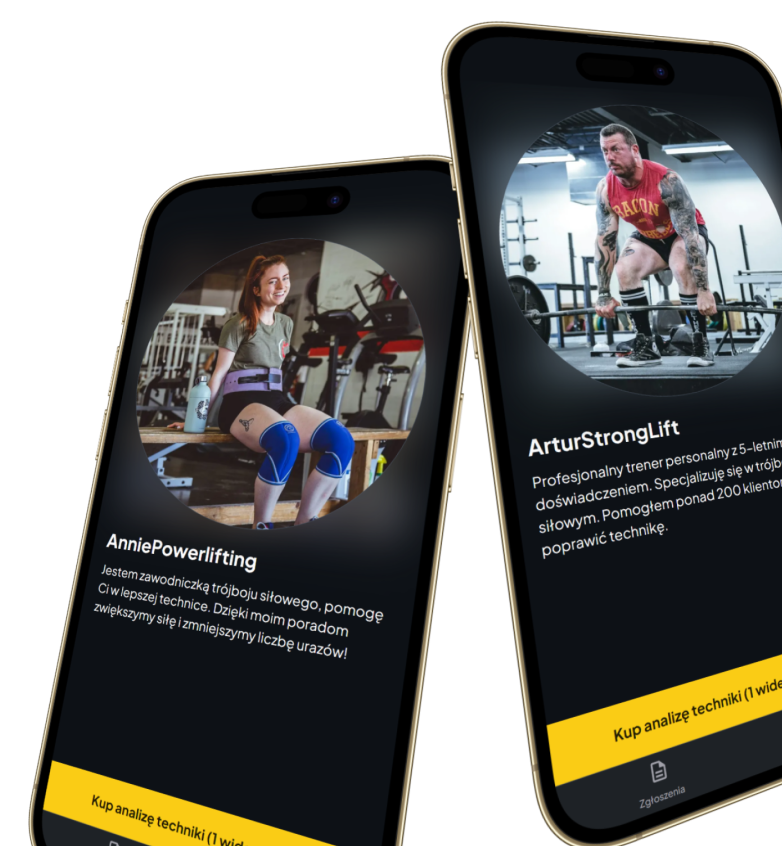 AnniePowerlifting
Jestem zawodniczką trójboju siłowego, pomogę
Ci w lepszej technice. Dzięki moim poradom
zwiększymy siłę i zmniejszymy liczbę urazów!
Kup analizę techniki (1 wid
BACON
ArturStrongLift
Profesjonalny trener personalny z 5-letnim
doświadczeniem. Specjalizuję się w trójb
siłowym. Pomogłem ponad 200 klientor
poprawić technikę.
Kup analizę techniki (1 wide
Zgłoszenia